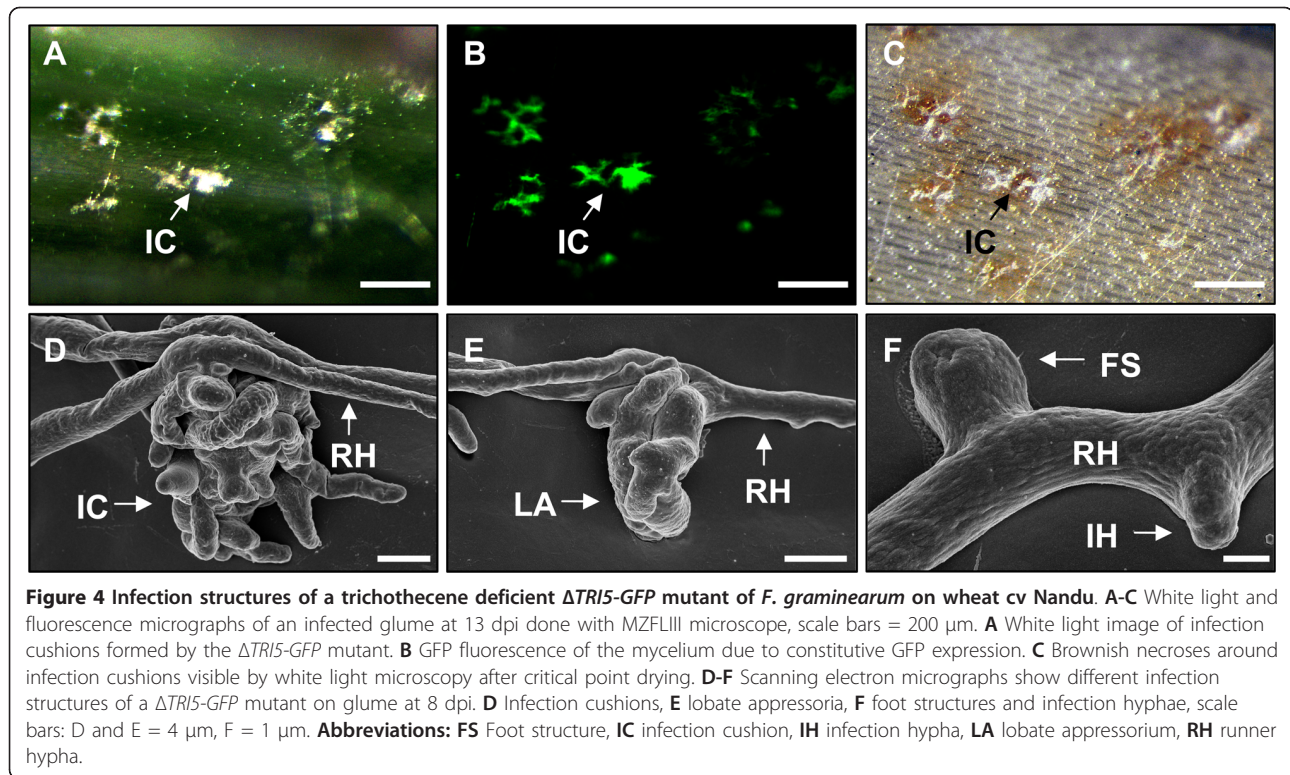 A
B
C
IC
IC
IC
D
E
F
FS
RH
RH
RH
IC
LA
IH
Figure 4 Infection structures of a trichothecene deficient ΔTRI5-GFP mutant of F. graminearum on wheat cv Nandu. A-C White light and
fluorescence micrographs of an infected glume at 13 dpi done with MZFLIII microscope, scale bars = 200 μm. A White light image of infection
cushions formed by the ΔTRI5-GFP mutant. B GFP fluorescence of the mycelium due to constitutive GFP expression. C Brownish necroses around
infection cushions visible by white light microscopy after critical point drying. D-F Scanning electron micrographs show different infection
structures of a ΔTRI5-GFP mutant on glume at 8 dpi. D Infection cushions, E lobate appressoria, F foot structures and infection hyphae, scale
bars: D and E = 4 μm, F = 1 μm. Abbreviations: FS Foot structure, IC infection cushion, IH infection hypha, LA lobate appressorium, RH runner
hypha.